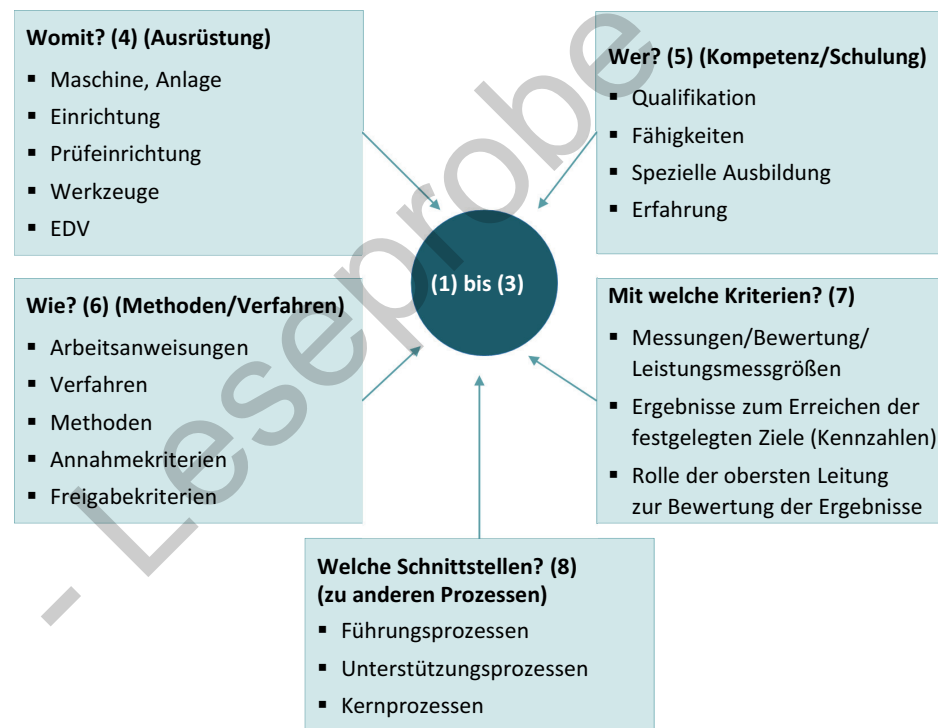 Womit? (4) (Ausrüstung)
▪ Maschine, Anlage
▪ Einrichtung
▪ Prüfeinrichtung
▪ Werkzeuge
▪ EDV
Wer? (5) (Kompetenz/Schulung)
▪ Qualifikation
▪ Fähigkeiten
▪ Spezielle Ausbildung
▪ Erfahrung
(1) bis (3)
Wie? (6) (Methoden/Verfahren)
▪ Arbeitsanweisungen
▪ Verfahren
▪ Methoden
▪ Annahmekriterien
▪ Freigabekriterien
Mit welche Kriterien? (7)
▪ Messungen/Bewertung/
Leistungsmessgrößen
▪ Ergebnisse zum Erreichen der
festgelegten Ziele (Kennzahlen)
▪ Rolle der obersten Leitung
zur Bewertung der Ergebnisse
Welche Schnittstellen? (8)
(zu anderen Prozessen)
▪ Führungsprozessen
▪ Unterstützungsprozessen
▪ Kernprozessen
- Leseprobe